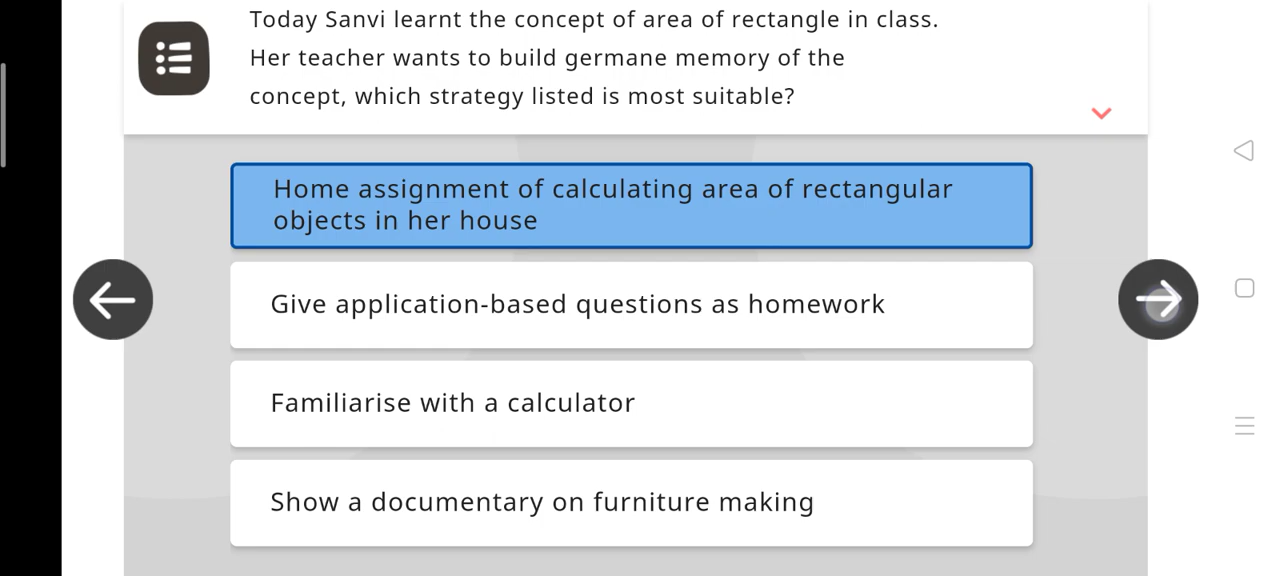 Today Sanvi learnt the concept of area of rectangle in class.
Her teacher wants to build germane memory of the
concept, which strategy listed is most suitable?
Home assignment of calculating area of rectangular
objects in her house
Give application-based questions as homework
Familiarise with a calculator
Show a documentary on furniture making